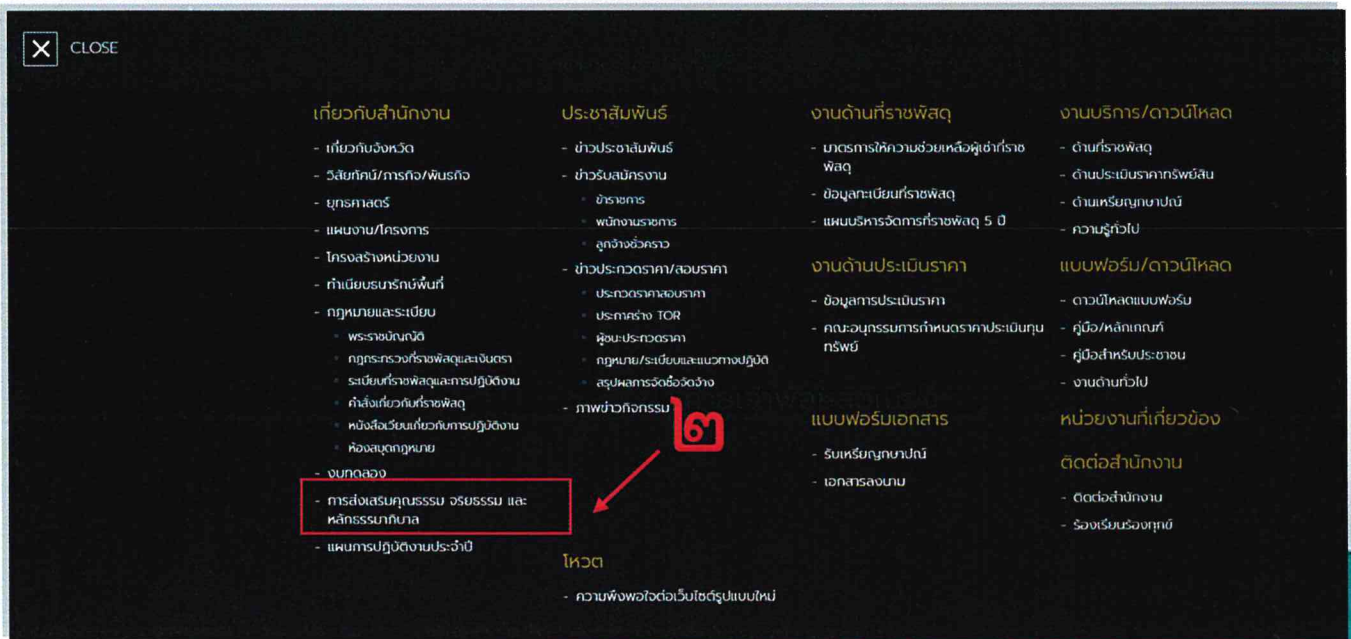 CLOSE
เกี่ยวกับสำนักงาน
- เกี่ยวกับจังหวัด
- วิสัยทัศน์/ภารกิจ/พันธกิจ
- ยุทธศาสตร์
- แผนงาน/โครงการ
- โครงสร้างหน่วยงาน
- ทำเนียบธนารักษ์พื้นที่
- กฎหมายและระเบียบ
พระราชบัญญัติ
กฎกระทรวงที่ราชพัสดุและเงินตรา
ระเบียบที่ราชพัสดุและการปฏิบัติงาน
คำสั่งเกี่ยวกับที่ราชพัสดุ
หนังสือเวียนเกี่ยวกับการปฏิบัติงาน
ห้องสมุดกฎหมาย
- งบทดลอง
- การส่งเสริมคุณธรรม จริยธรรม และ
หลักธรรมาภิบาล
- แผนการปฏิบัติงานประจำปี
ประชาสัมพันธ์
- ข่าวประชาสัมพันธ์
- ข่าวรับสมัครงาน
ข้าราชการ
พนักงานราชการ
ลูกจ้างชั่วคราว
- ข่าวประกวดราคา/สอบราคา
ประกวดราคาสอบราคา
ประกาศร่าง TOR
ผู้ชนะประกวดราคา
กฎหมาย/ระเบียบและแนวทางปฏิบัติ
สรุปผลการจัดซื้อจัดจ้าง
- ภาพข่าวกิจกรรม
๒
โหวต
- ความพึงพอใจต่อเว็บไซต์รูปแบบใหม่
งานด้านที่ราชพัสดุ
- มาตรการให้ความช่วยเหลือผู้เช่าที่ราช
พัสดุ
- ข้อมูลทะเบียนที่ราชพัสดุ
- แผนบริหารจัดการที่ราชพัสดุ 5 ปี
งานด้านประเมินราคา
- ข้อมูลการประเมินราคา
- คณะอนุกรรมการกำหนดราคาประเมินทุน
ทรัพย์
แบบฟอร์มเอกสาร
- รับเหรียญกษาปณ์
- เอกสารลงนาม
งานบริการ/ดาวน์โหลด
- ด้านที่ราชพัสดุ
- ด้านประเมินราคาทรัพย์สิน
- ด้านเหรียญกษาปณ์
- ความรู้ทั่วไป
แบบฟอร์ม/ดาวน์โหลด
- ดาวน์โหลดแบบฟอร์ม
- คู่มือ/หลักเกณฑ์
- คู่มือสำหรับประชาชน
- งานด้านทั่วไป
หน่วยงานที่เกี่ยวข้อง
ติดต่อสำนักงาน
- ติดต่อสำนักงาน
- ร้องเรียนร้องทุกข์